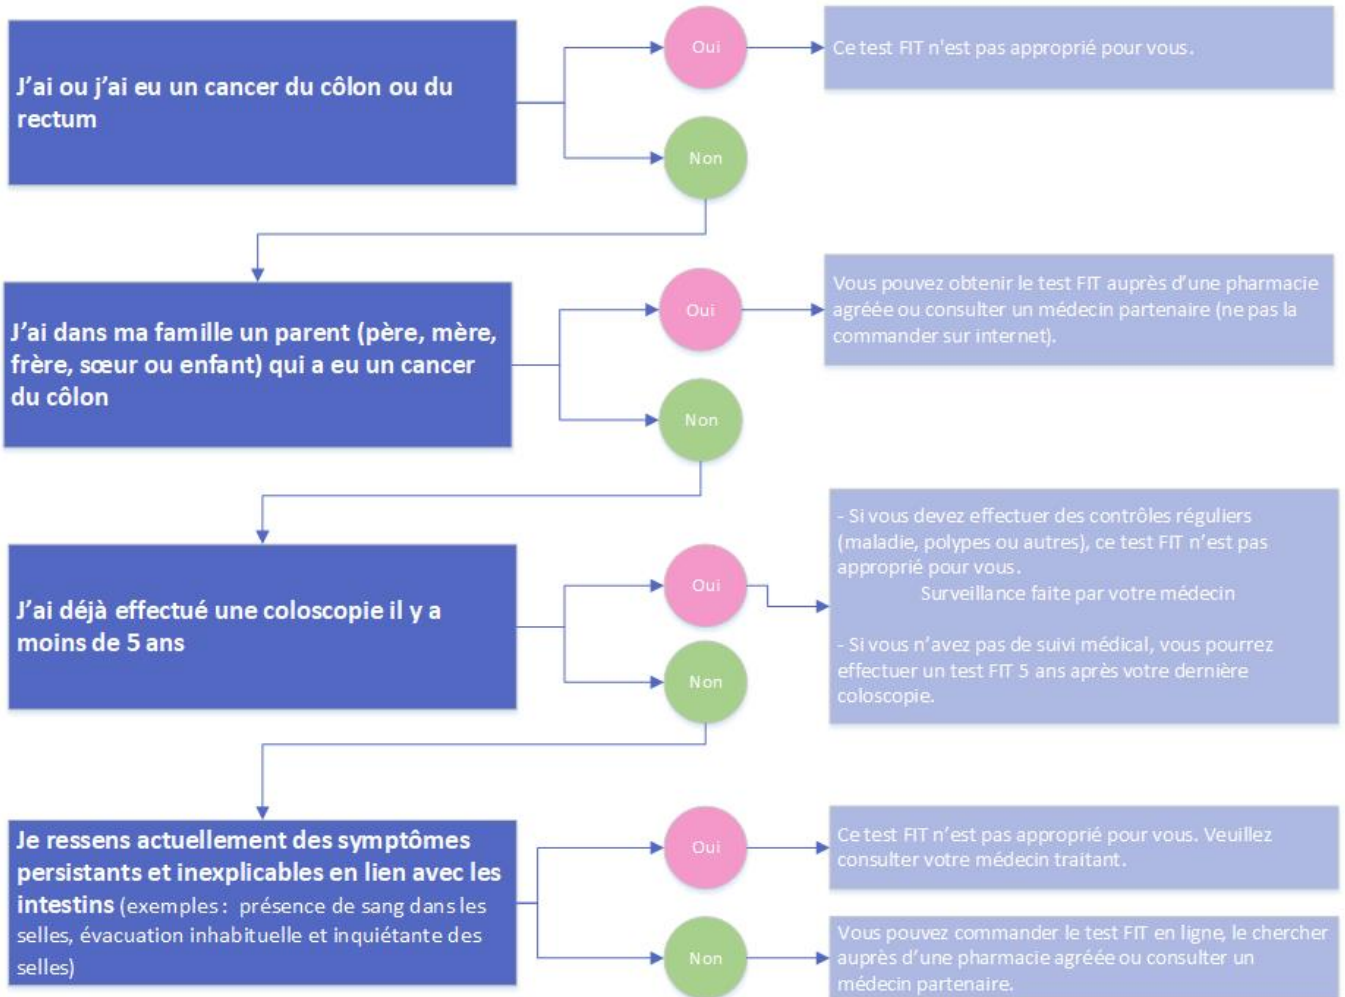 J'ai ou j'ai eu un cancer du côlon ou du
rectum
Oui
Ce test FIT n'est pas approprié pour vous.
Non
J'ai dans ma famille un parent (père, mère,
frère, sœur ou enfant) qui a eu un cancer
du côlon
Oui
Vous pouvez obtenir le test FIT auprès d'une pharmacie
agréée ou consulter un médecin partenaire (ne pas la
commander sur internet).
Non
J'ai déjà effectué une coloscopie il y a
moins de 5 ans
Oui
- Si vous devez effectuer des contrôles réguliers
(maladie, polypes ou autres), ce test FIT n'est pas
approprié pour vous.
Surveillance faite par votre médecin
- Si vous n'avez pas de suivi médical, vous pourrez
effectuer un test FIT 5 ans après votre dernière
coloscopie.
Non
Je ressens actuellement des symptômes
persistants et inexplicables en lien avec les
intestins (exemples : présence de sang dans les
selles, évacuation inhabituelle et inquiétante des
selles)
Oui
Ce test FIT n'est pas approprié pour vous. Veuillez
consulter votre médecin traitant.
Non
Vous pouvez commander le test FIT en ligne, le chercher
auprès d'une pharmacie agréée ou consulter un
médecin partenaire.